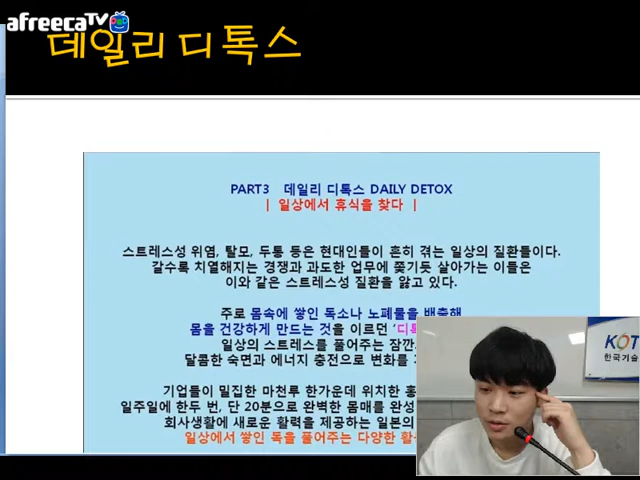 afreecaTV
데일리 디톡스
PART3 데일리 디톡스 DAILY DETOX
| 일상에서 휴식을 찾다 |
스트레스성 위염, 탈모, 두통 등은 현대인들이 흔히 겪는 일상의 질환들이다.
갈수록 치열해지는 경쟁과 과도한 업무에 쫓기듯 살아가는 이들은
이와 같은 스트레스성 질환을 앓고 있다.
주로 몸속에 쌓인 독소나 노폐물을 배출해
몸을 건강하게 만드는 것을 이르던 '디
일상의 스트레스를 풀어주는 잠깐
달콤한 숙면과 에너지 충전으로 변화를
기업들이 밀집한 마천루 한가운데 위치한 홍
일주일에 한두 번, 단 20분으로 완벽한 몸매를 완성
회사생활에 새로운 활력을 제공하는 일본의
일상에서 쌓인 독을 풀어주는 다양한
KOT
한국기술